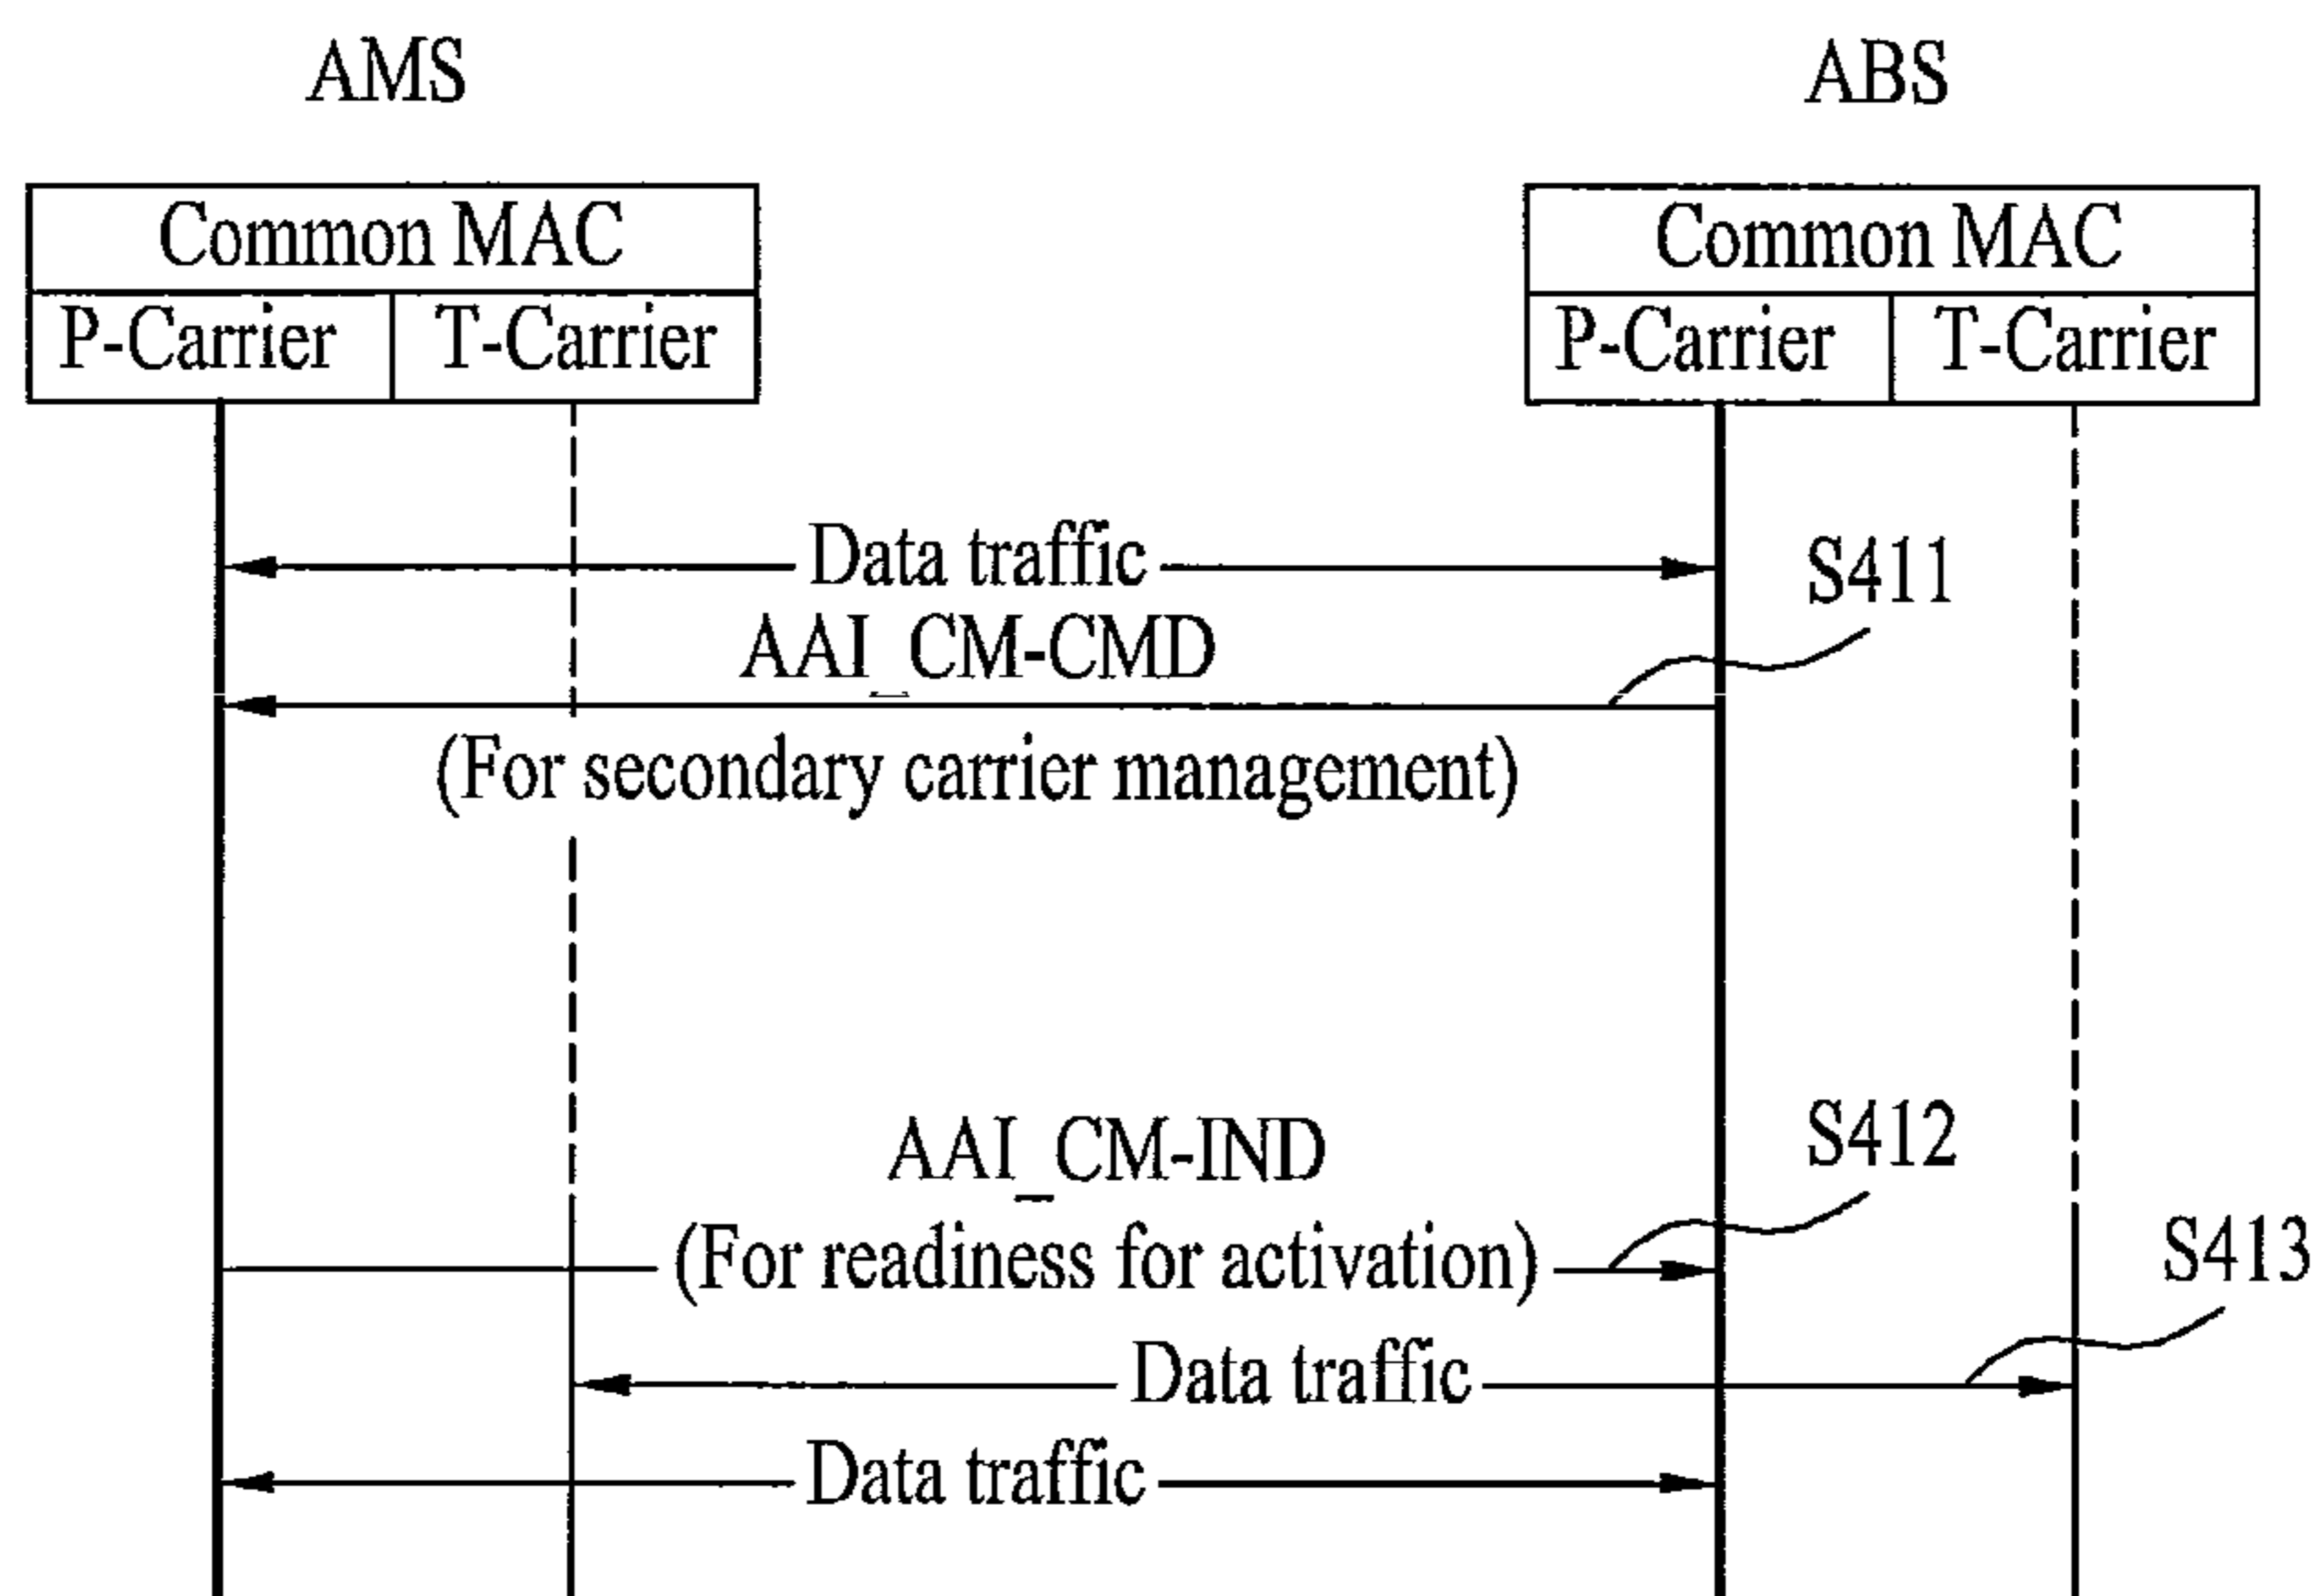 AMS
ABS
Common MAC
Common MAC
P-Carrier
T-Carrier
P-Carrier
T-Carrier
Data traffic
S411
AAI_CM-CMD
(For secondary carrier management)
AAI_CM-IND
S412
(For readiness for activation)
S413
Data traffic
Data traffic